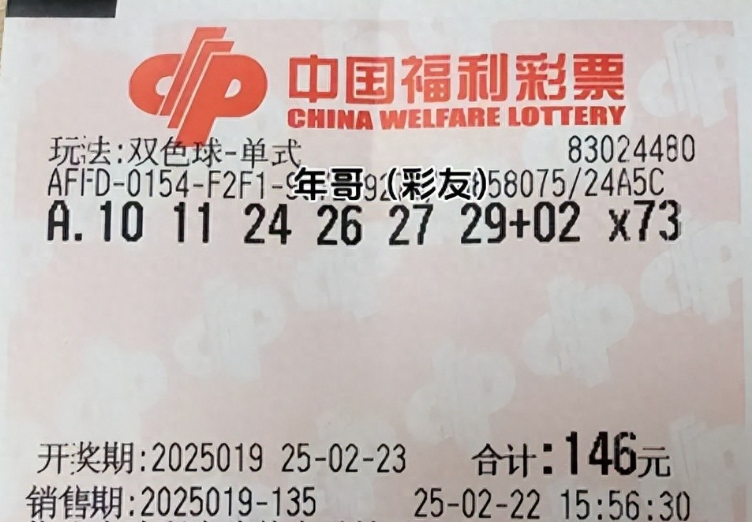 中国福利彩票
CHINA WELFARE LOTTERY
玩法:双色球-单式 83024480
AFFD-0154-F2F1-9 年哥（彩友） 58075/24A5C
A.10 11 24 26 27 29+02 x73
开奖期:2025019 25-02-23 合计:146元
销售期:2025019-135 25-02-22 15:56:30